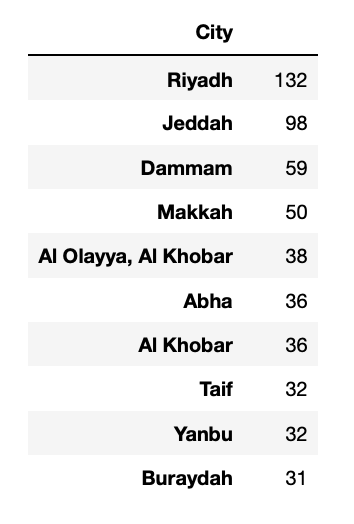 City
Riyadh 132
Jeddah 98
Dammam 59
Makkah 50
Al Olayya, Al Khobar 38
Abha 36
Al Khobar 36
Taif 32
Yanbu 32
Buraydah 31